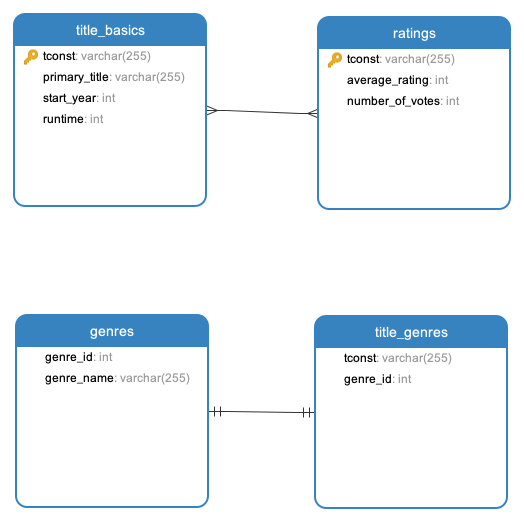 title_basics
tconst: varchar(255)
primary_title: varchar(255)
start_year: int
runtime: int
ratings
tconst: varchar(255)
average_rating: int
number_of_votes: int
genres
genre_id: int
genre_name: varchar(255)
title_genres
tconst: varchar(255)
genre_id: int